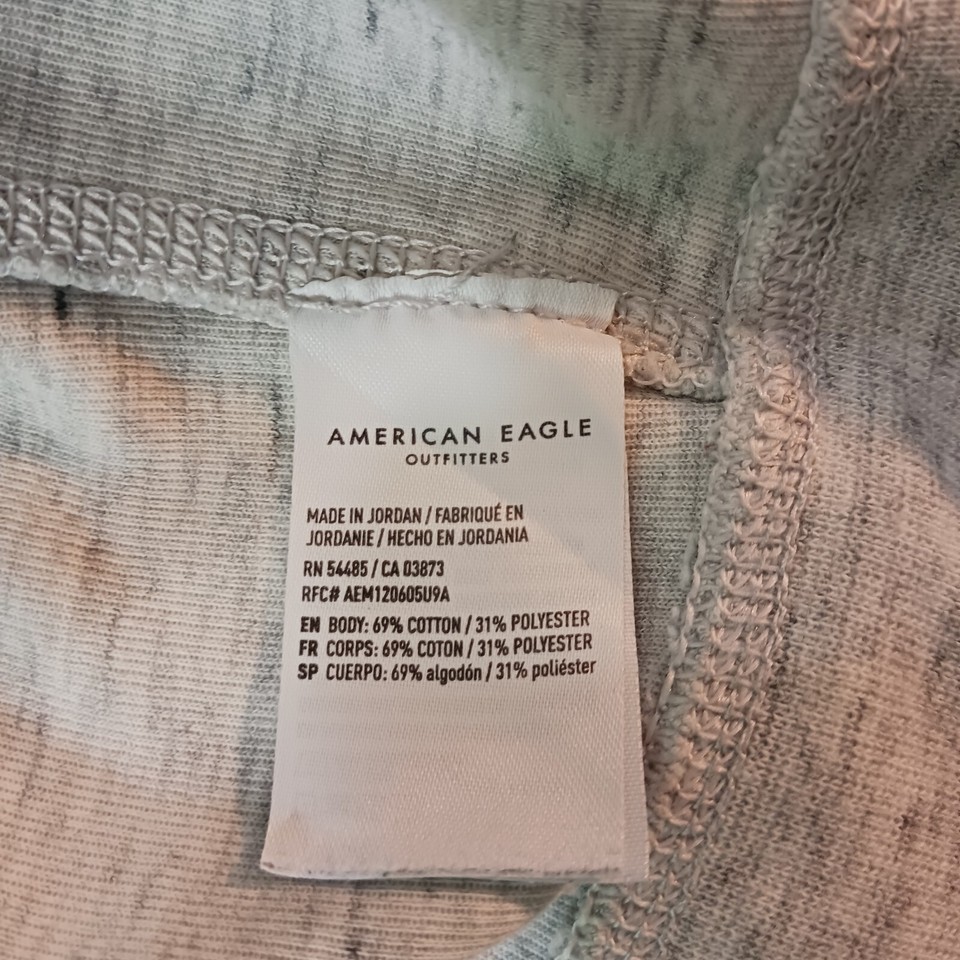 AMERICAN EAGLE
OUTFITTERS
MADE IN JORDAN / FABRIQUÉ EN
JORDANIE / HECHO EN JORDANIA
RN 54485 / CA 03873
RFC# AEM120605U9A
EN BODY: 69% COTTON / 31% POLYESTER
FR CORPS: 69% COTON / 31% POLYESTER
SP CUERPO: 69% algodón / 31% poliéster